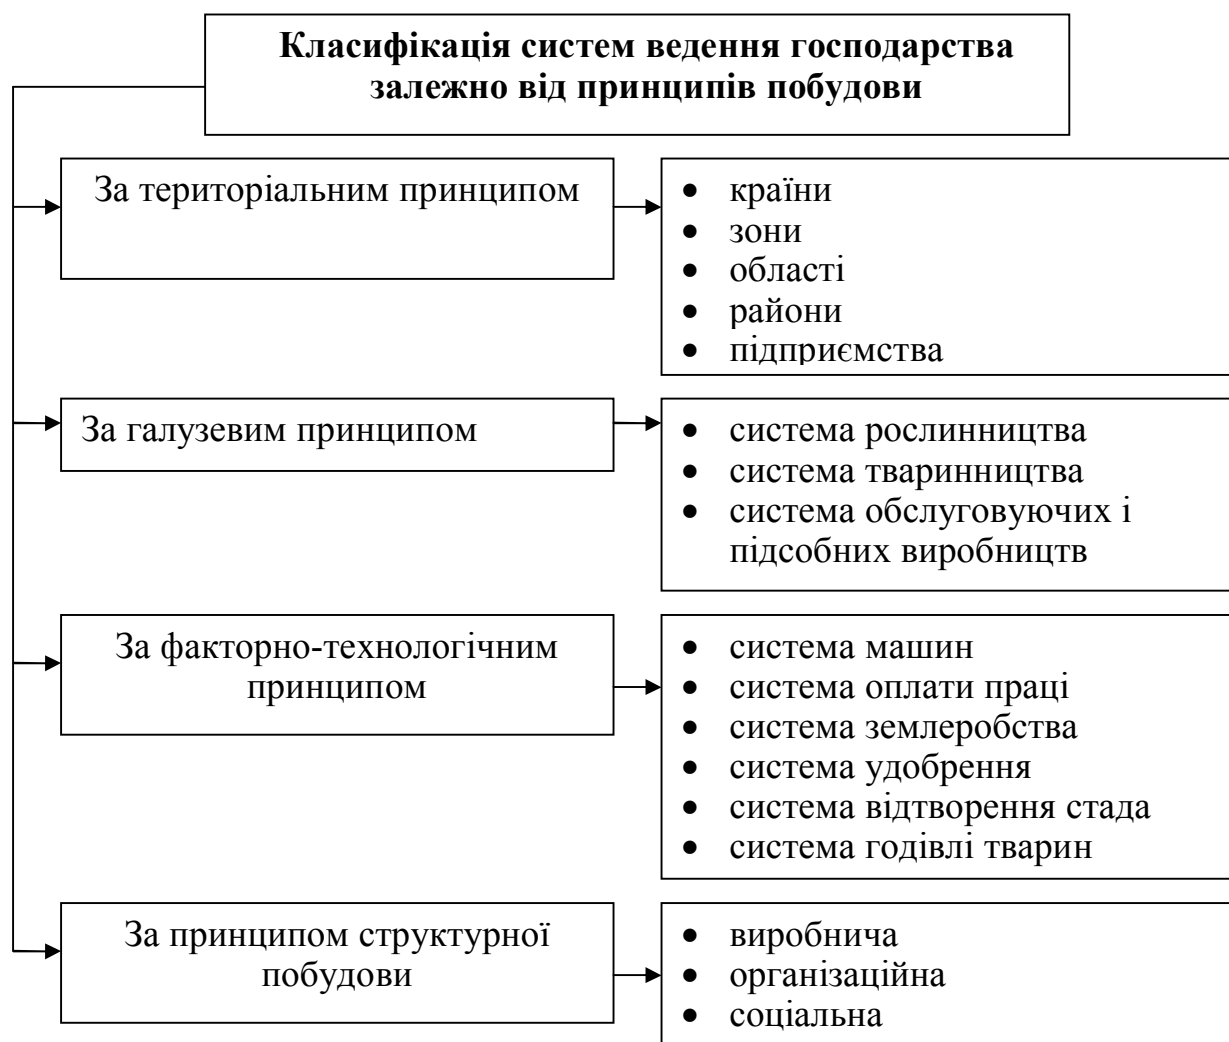 Класифікація систем ведення господарства
залежно від принципів побудови
За територіальним принципом
• країни
• зони
• області
• райони
• підприємства
За галузевим принципом
• система рослинництва
• система тваринництва
• система обслуговуючих і
підсобних виробництв
За факторно-технологічним
принципом
• система машин
• система оплати праці
• система землеробства
• система удобрення
• система відтворення стада
• система годівлі тварин
За принципом структурної
побудови
• виробнича
• організаційна
• соціальна